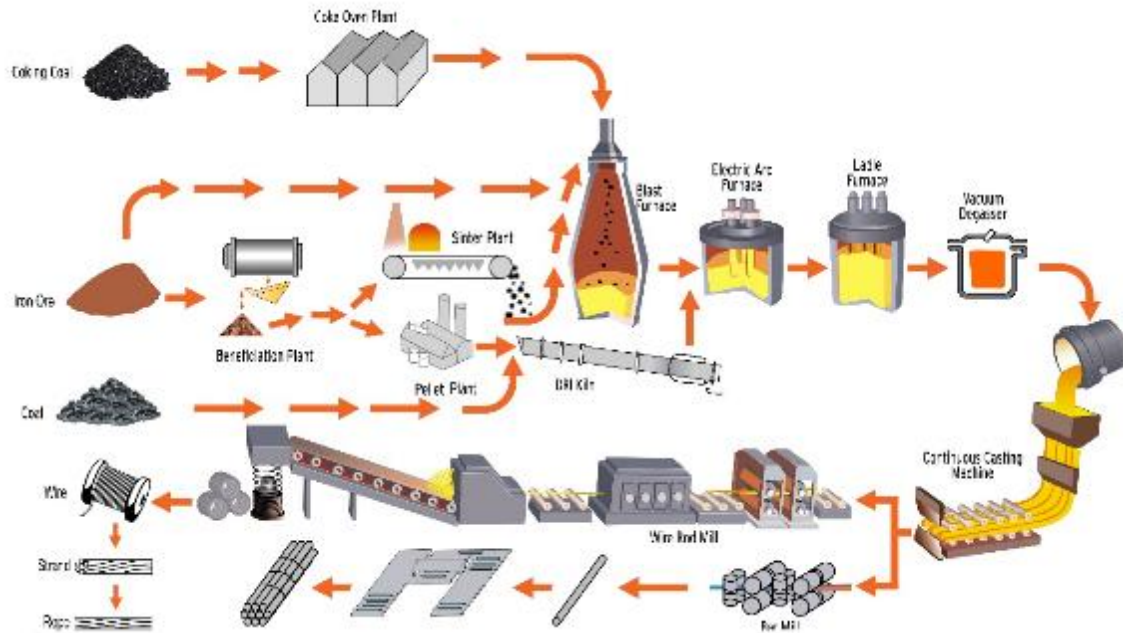 Coke Oven Plant
Coking Coal
Electric Arc
Furnace
Ladle
Furnace
Blast
Furnace
Vacuum
Degasser
Sinter Plant
Iron Ore
Beneficiation Plant
Pellet Plant
DRI Kiln
Coal
Continuous Casting
Machine
Wire
Wire Rod Mill
Strand
Rope
Bar Mill